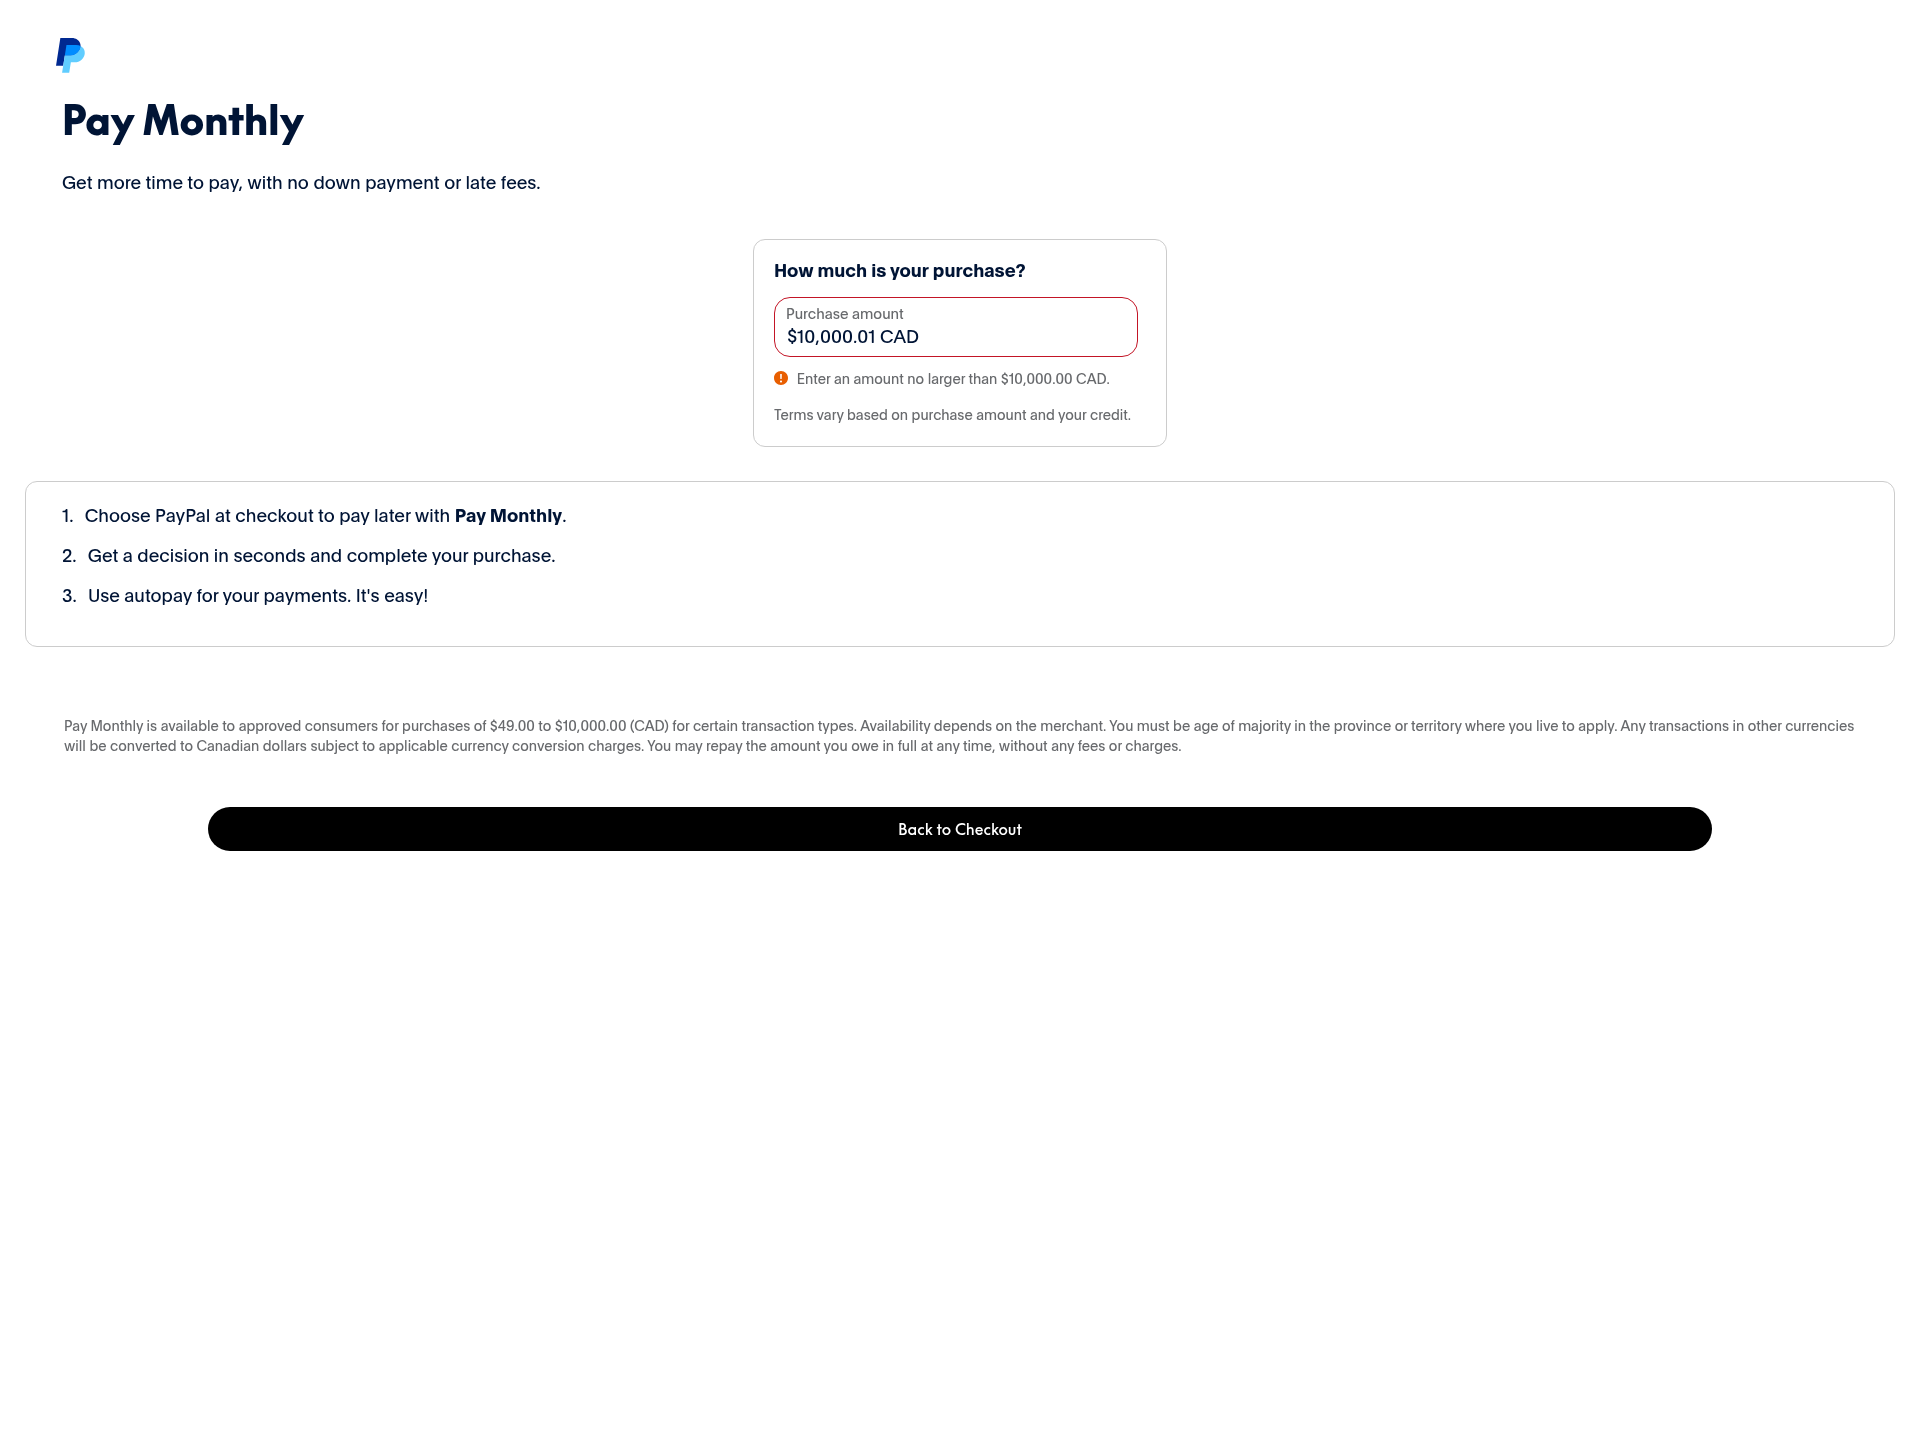 Pay Monthly
Get more time to pay, with no down payment or late fees.
How much is your purchase?
Purchase amount
$10,000.01 CAD
Enter an amount no larger than $10,000.00 CAD.
Terms vary based on purchase amount and your credit.
1. Choose PayPal at checkout to pay later with Pay Monthly.
2. Get a decision in seconds and complete your purchase.
3. Use autopay for your payments. It's easy!
Pay Monthly is available to approved consumers for purchases of $49.00 to $10,000.00 (CAD) for certain transaction types. Availability depends on the merchant. You must be age of majority in the province or territory where you live to apply. Any transactions in other currencies
will be converted to Canadian dollars subject to applicable currency conversion charges. You may repay the amount you owe in full at any time, without any fees or charges.
Back to Checkout